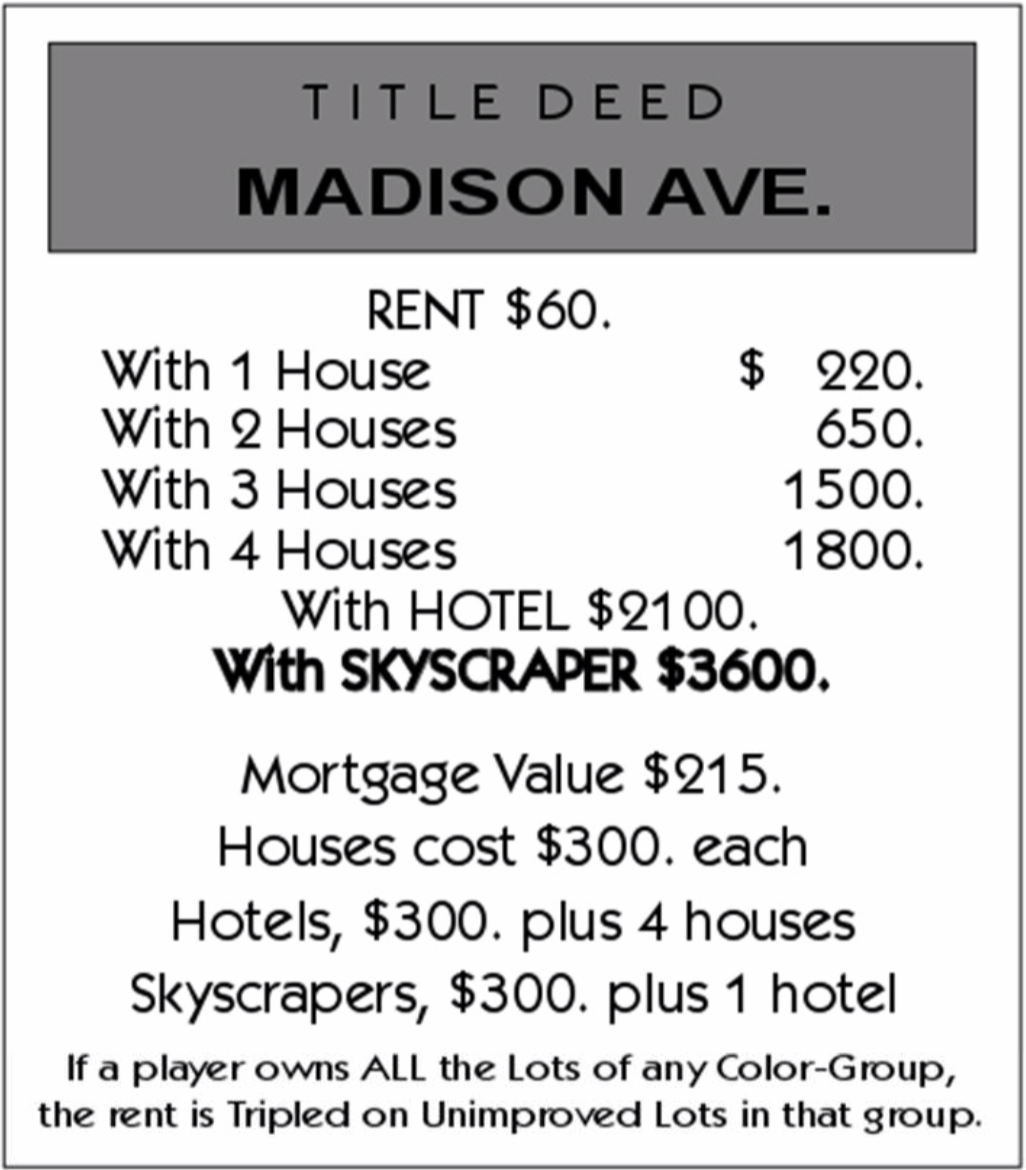 TITLE DEED
MADISON AVE.
RENT $60.
With 1 House $ 220.
With 2 Houses 650.
With 3 Houses 1500.
With 4 Houses 1800.
With HOTEL $2100.
With SKYSCRAPER $3600.
Mortgage Value $215.
Houses cost $300. each
Hotels, $300. plus 4 houses
Skyscrapers, $300. plus 1 hotel
If a player owns ALL the Lots of any Color-Group,
the rent is Tripled on Unimproved Lots in that group.